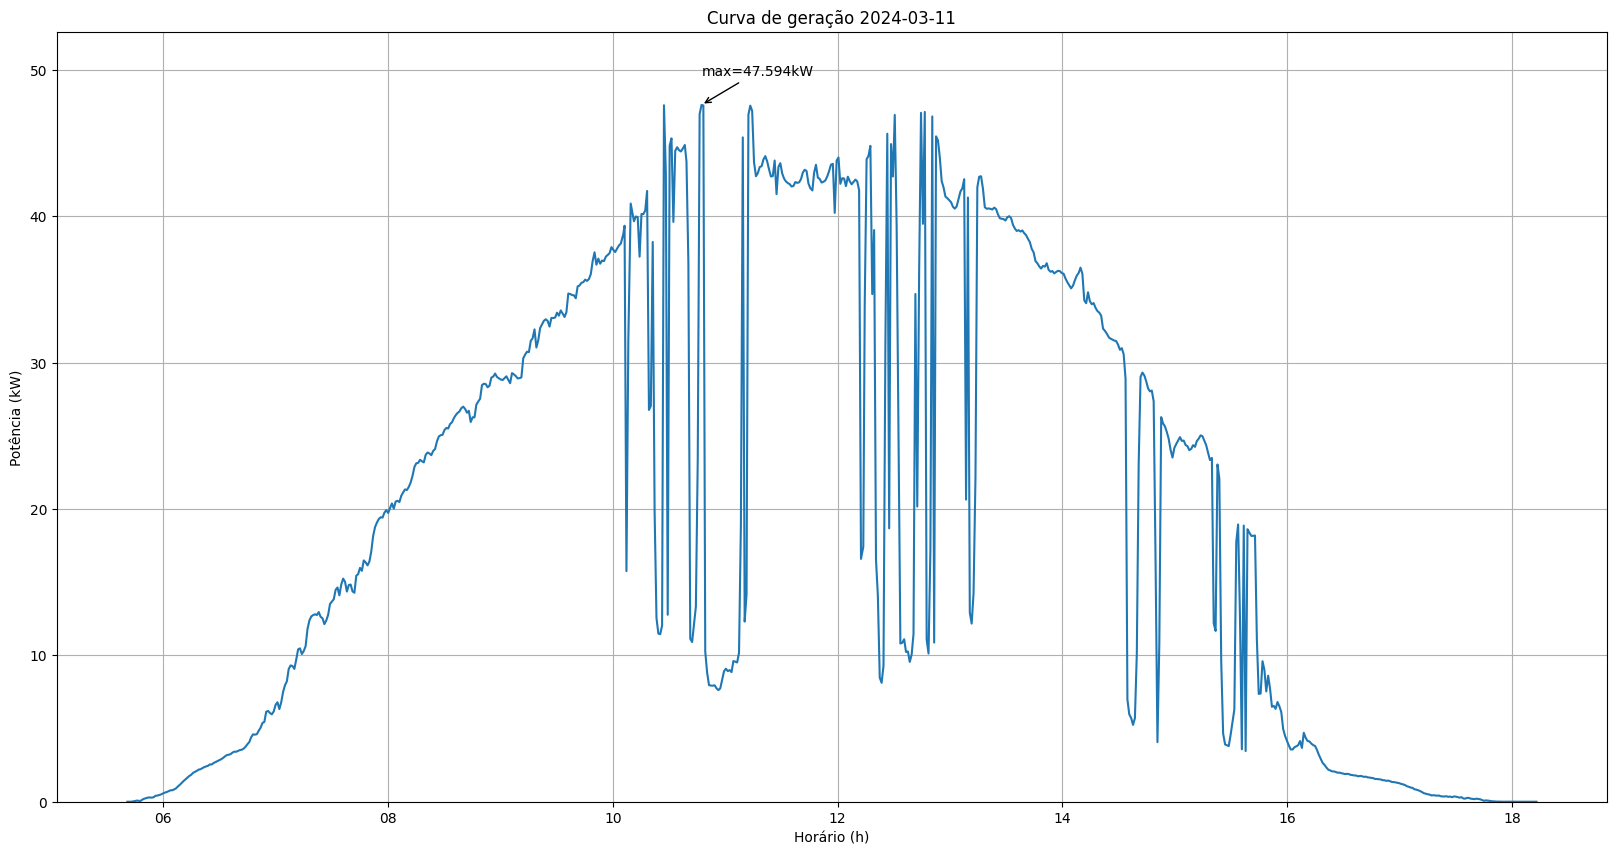 Curva de geração 2024-03-11
max=47.594kW
50
40
30
20
10
0
Potência (kW)
06 08 10 12 14 16 18
Horário (h)